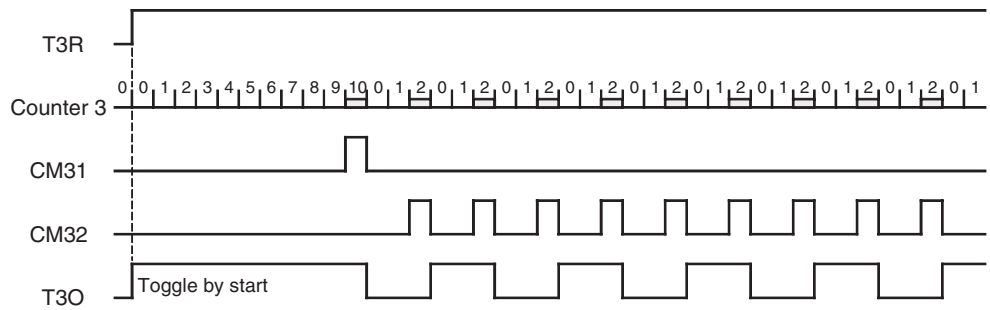 T3R
Counter 3 0 0 1 2 3 4 5 6 7 8 9 10 0 1 2 0 1 2 0 1 2 0 1 2 0 1 2 0 1 2 0 1 2 0 1 2 0 1 2 0 1
CM31
CM32
Toggle by start
T3O